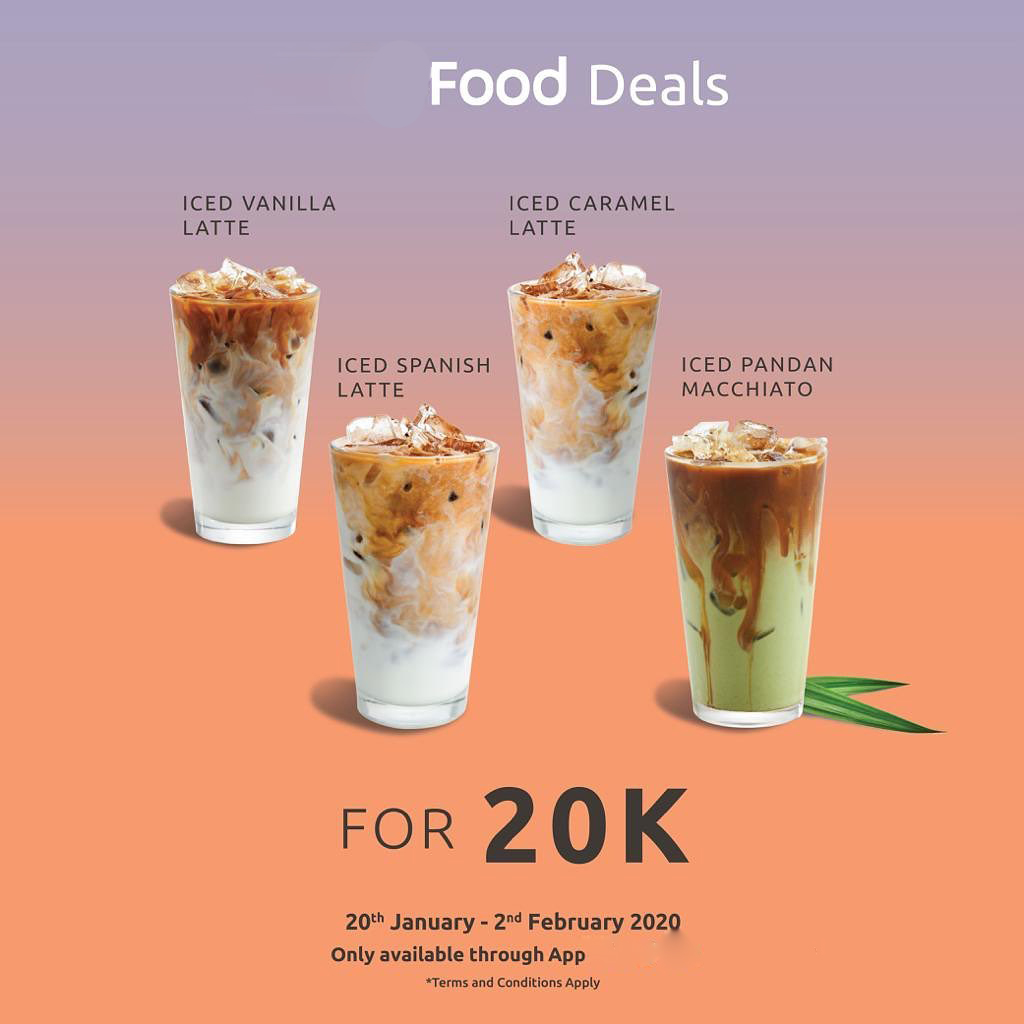 Food Deals
ICED VANILLA
LATTE
ICED CARAMEL
LATTE
ICED SPANISH
LATTE
ICED PANDAN
MACCHIATO
FOR 20K
20th January - 2nd February 2020
Only available through App
*Terms and Conditions Apply